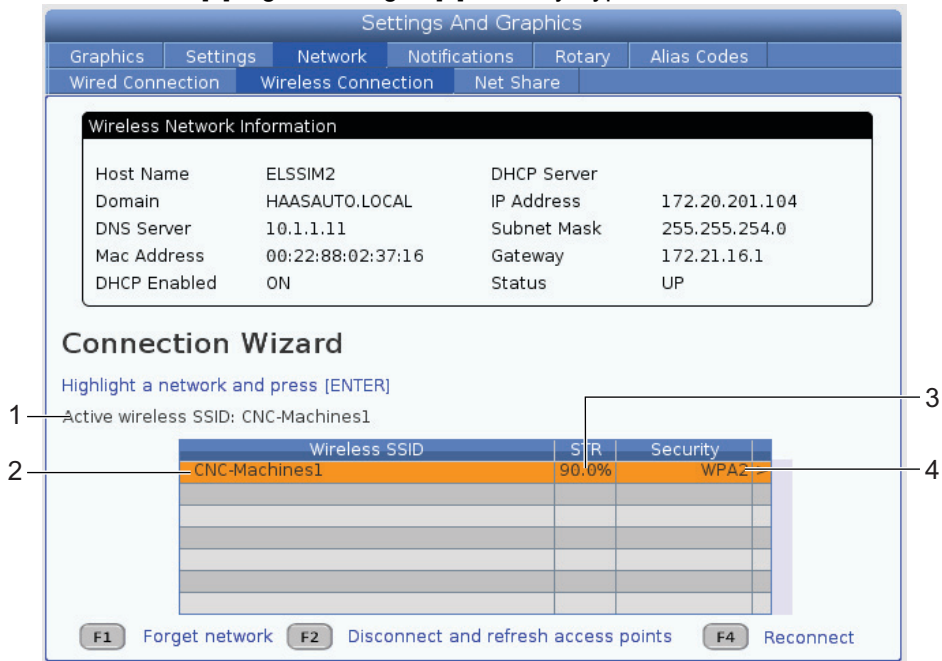 Settings And Graphics
Graphics Settings Network Notifications Rotary Alias Codes
Wired Connection Wireless Connection Net Share
Wireless Network Information
Host Name ELSSIM2 DHCP Server
Domain HAASAUTO.LOCAL IP Address 172.20.201.104
DNS Server 10.1.1.11 Subnet Mask 255.255.254.0
Mac Address 00:22:88:02:37:16 Gateway 172.21.16.1
DHCP Enabled ON Status UP
Connection Wizard
Highlight a network and press [ENTER]
3
1 Active wireless SSID: CNC-Machines1
Wireless SSID STR Security
2 CNC-Machines1 90.0% WPA2 > 4
F1 Forget network F2 Disconnect and refresh access points F4 Reconnect